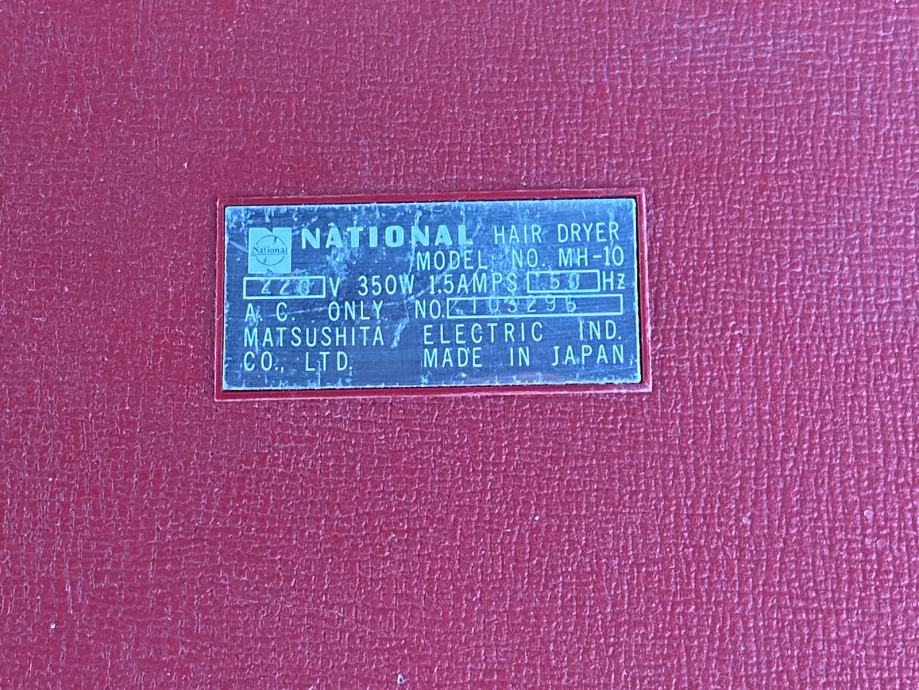 National
NATIONAL HAIR DRYER
MODEL NO. MH-10
220 V 350W 1.5AMPS 50 Hz
A.C. ONLY NO. 103296
MATSUSHITA ELECTRIC IND.
CO., LTD. MADE IN JAPAN